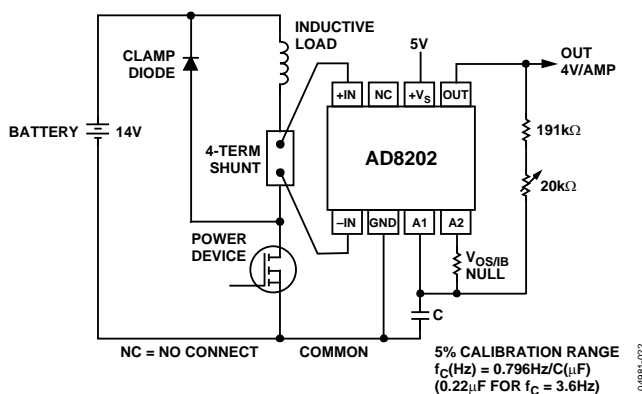 INDUCTIVE
LOAD
CLAMP
DIODE
5V
OUT
4V/AMP
+IN
NC
+VS
OUT
BATTERY
14V
4-TERM
SHUNT
AD8202
191kΩ
20kΩ
–IN
GND
A1
A2
POWER
DEVICE
VOS/IB
NULL
C
NC = NO CONNECT
COMMON
5% CALIBRATION RANGE
fC(Hz) = 0.796Hz/C(μF)
(0.22μF FOR fC = 3.6Hz)
04981-022